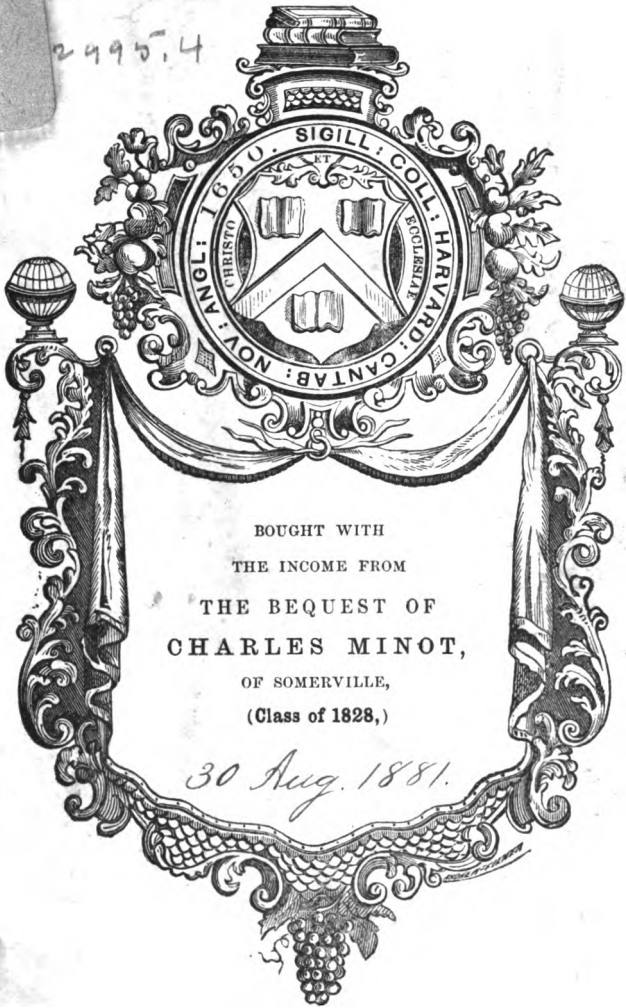 2995.4
1650. SIGILL: COLL: HARVARD: CANTAB: NOV: ANGL:
ET
CHRISTO
ECCLESIAE
BOUGHT WITH
THE INCOME FROM
THE BEQUEST OF
CHARLES MINOT,
OF SOMERVILLE,
(Class of 1828,)
30 Aug. 1881.